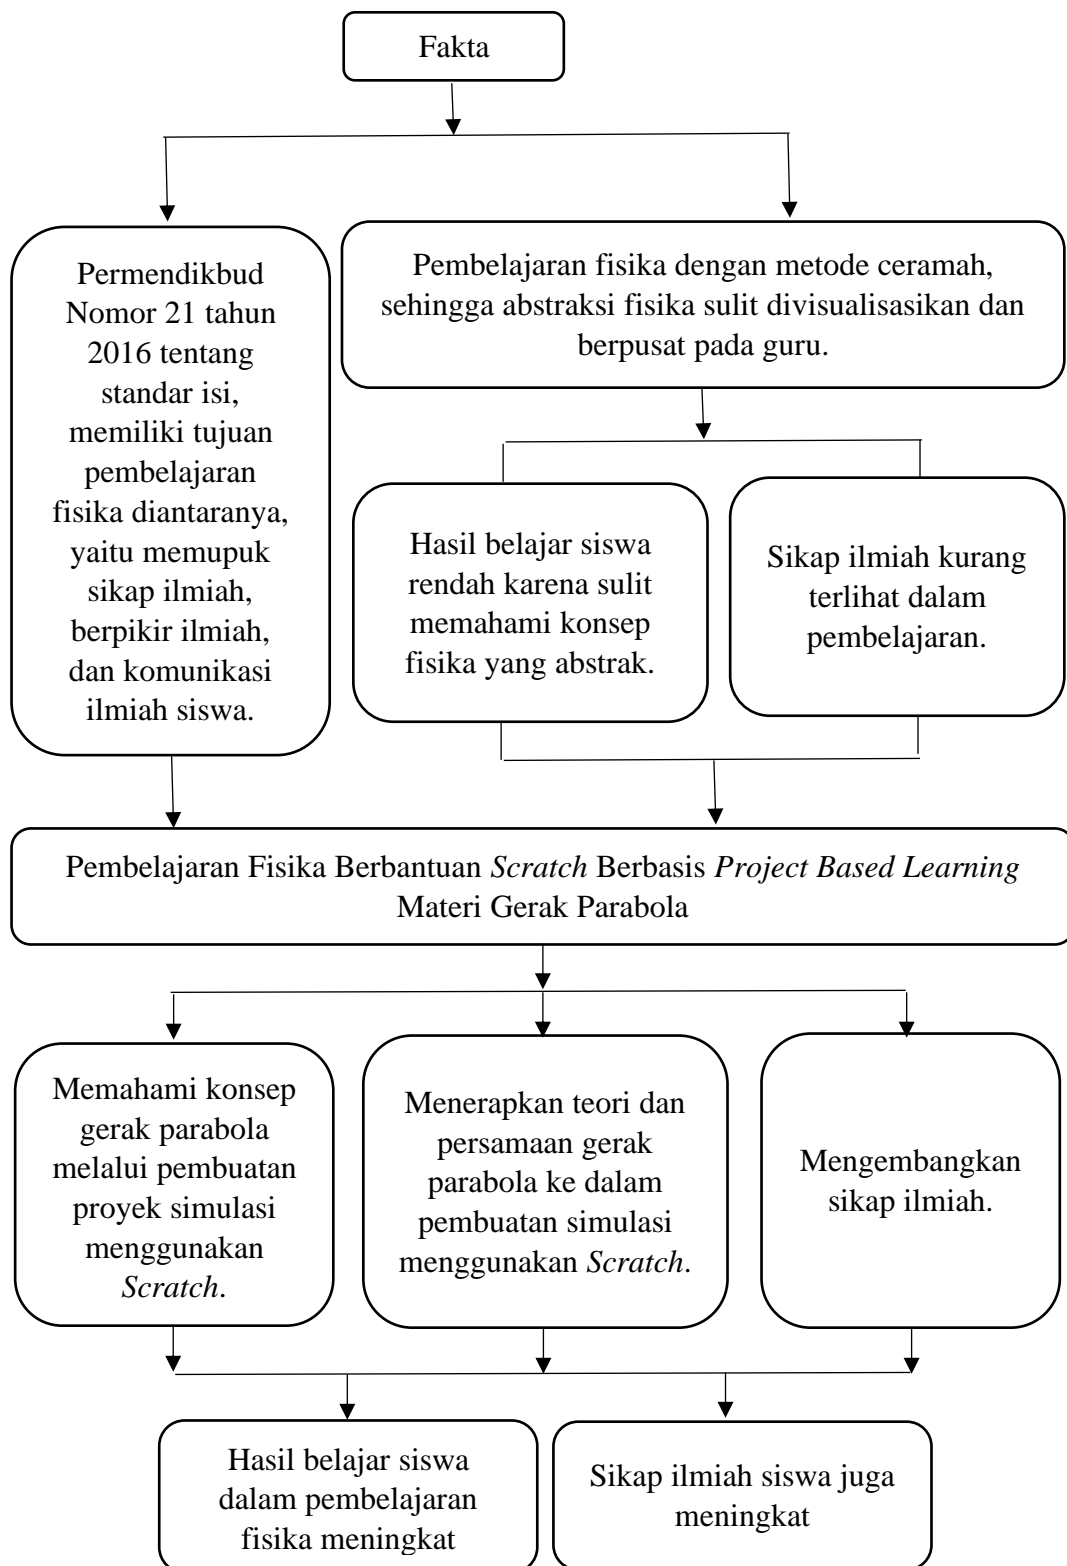 Fakta
Permendikbud
Nomor 21 tahun
2016 tentang
standar isi,
memiliki tujuan
pembelajaran
fisika diantaranya,
yaitu memupuk
sikap ilmiah,
berpikir ilmiah,
dan komunikasi
ilmiah siswa.
Pembelajaran fisika dengan metode ceramah,
sehingga abstraksi fisika sulit divisualisasikan dan
berpusat pada guru.
Hasil belajar siswa
rendah karena sulit
memahami konsep
fisika yang abstrak.
Sikap ilmiah kurang
terlihat dalam
pembelajaran.
Pembelajaran Fisika Berbantuan Scratch Berbasis Project Based Learning
Materi Gerak Parabola
Memahami konsep
gerak parabola
melalui pembuatan
proyek simulasi
menggunakan
Scratch.
Menerapkan teori dan
persamaan gerak
parabola ke dalam
pembuatan simulasi
menggunakan Scratch.
Mengembangkan
sikap ilmiah.
Hasil belajar siswa
dalam pembelajaran
fisika meningkat
Sikap ilmiah siswa juga
meningkat